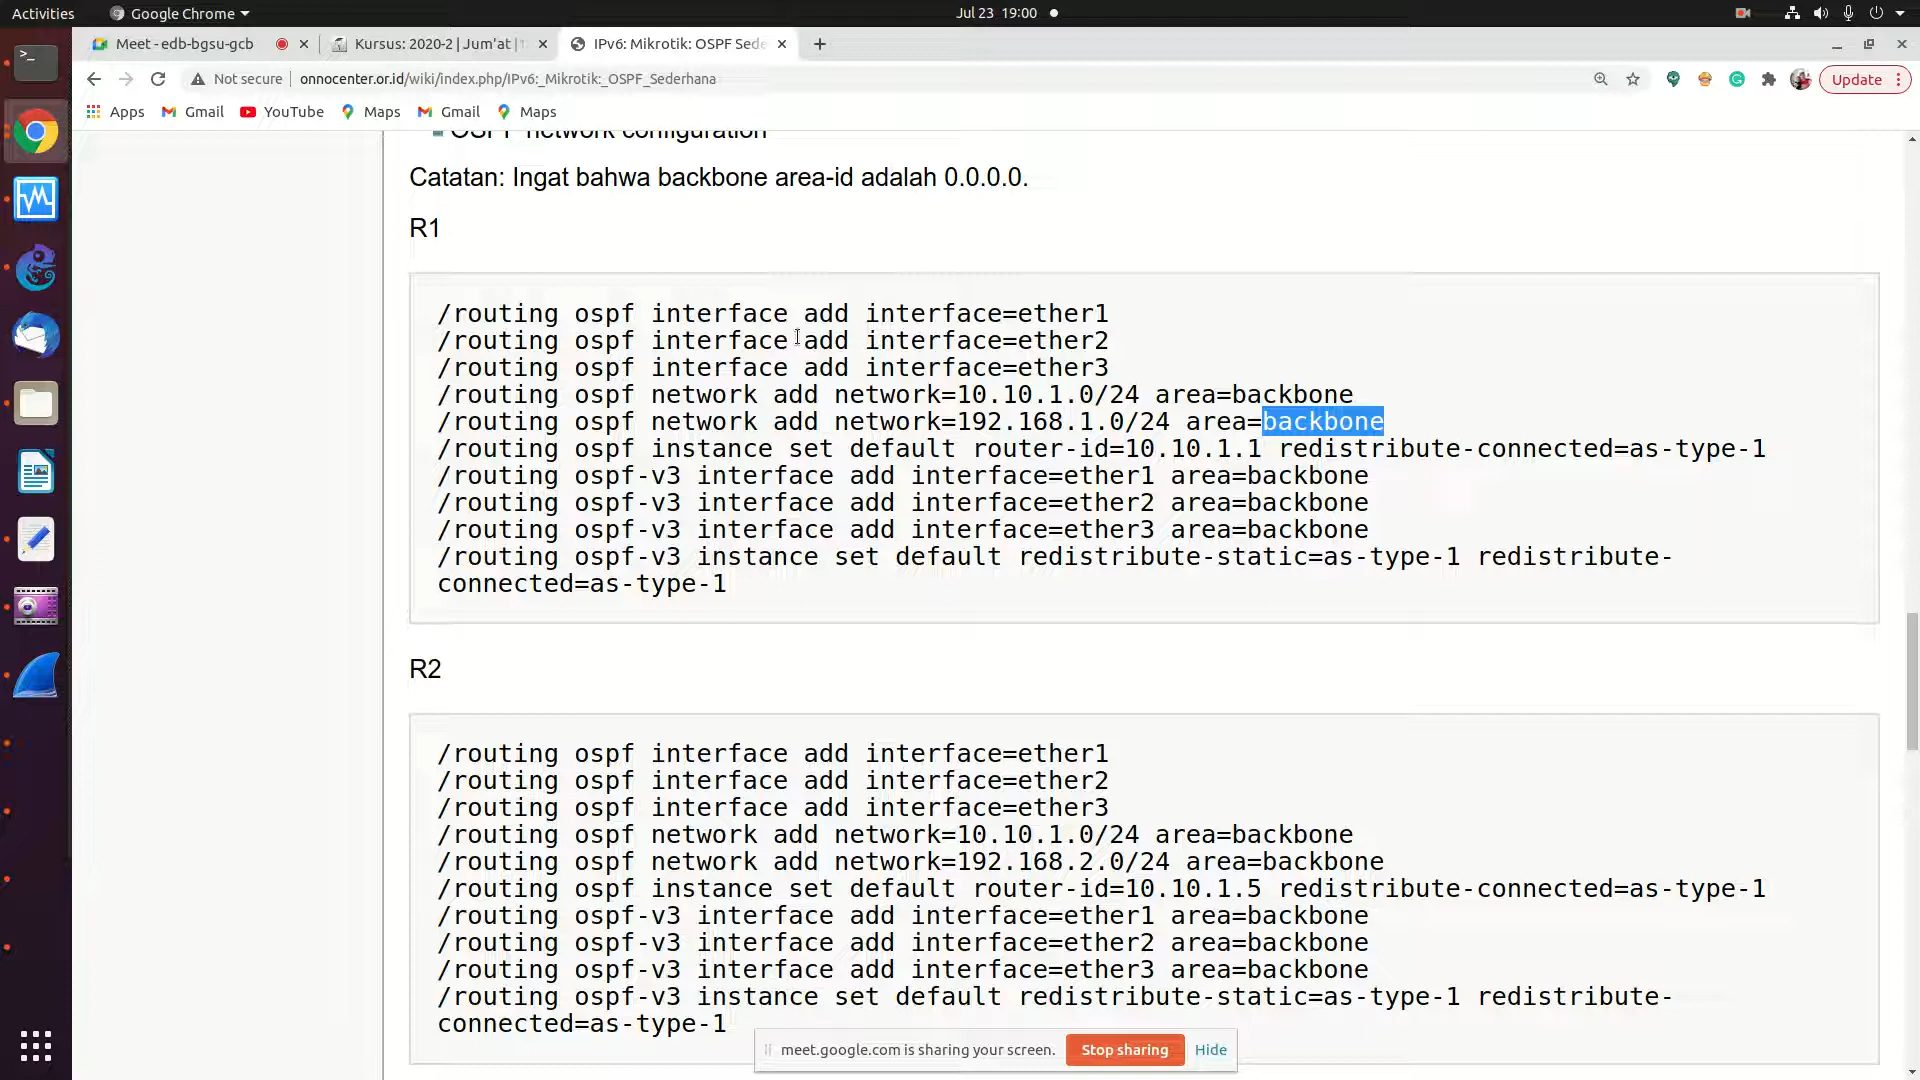 Activities
Google Chrome
Jul 23 19:00
Meet - edb-bgsu-gcb
Kursus: 2020-2 | Jum'at |
IPv6: Mikrotik: OSPF Sede
Not secure
onnocenter.or.id/wiki/index.php/IPv6:_Mikrotik:_OSPF_Sederhana
Update
Apps
Gmail
YouTube
Maps
Gmail
Maps
OSPF network configuration
Catatan: Ingat bahwa backbone area-id adalah 0.0.0.0.
R1
/routing ospf interface add interface=ether1
/routing ospf interface add interface=ether2
/routing ospf interface add interface=ether3
/routing ospf network add network=10.10.1.0/24 area=backbone
/routing ospf network add network=192.168.1.0/24 area=backbone
/routing ospf instance set default router-id=10.10.1.1 redistribute-connected=as-type-1
/routing ospf-v3 interface add interface=ether1 area=backbone
/routing ospf-v3 interface add interface=ether2 area=backbone
/routing ospf-v3 interface add interface=ether3 area=backbone
/routing ospf-v3 instance set default redistribute-static=as-type-1 redistribute-
connected=as-type-1
R2
/routing ospf interface add interface=ether1
/routing ospf interface add interface=ether2
/routing ospf interface add interface=ether3
/routing ospf network add network=10.10.1.0/24 area=backbone
/routing ospf network add network=192.168.2.0/24 area=backbone
/routing ospf instance set default router-id=10.10.1.5 redistribute-connected=as-type-1
/routing ospf-v3 interface add interface=ether1 area=backbone
/routing ospf-v3 interface add interface=ether2 area=backbone
/routing ospf-v3 interface add interface=ether3 area=backbone
/routing ospf-v3 instance set default redistribute-static=as-type-1 redistribute-
connected=as-type-1
meet.google.com is sharing your screen.
Stop sharing
Hide